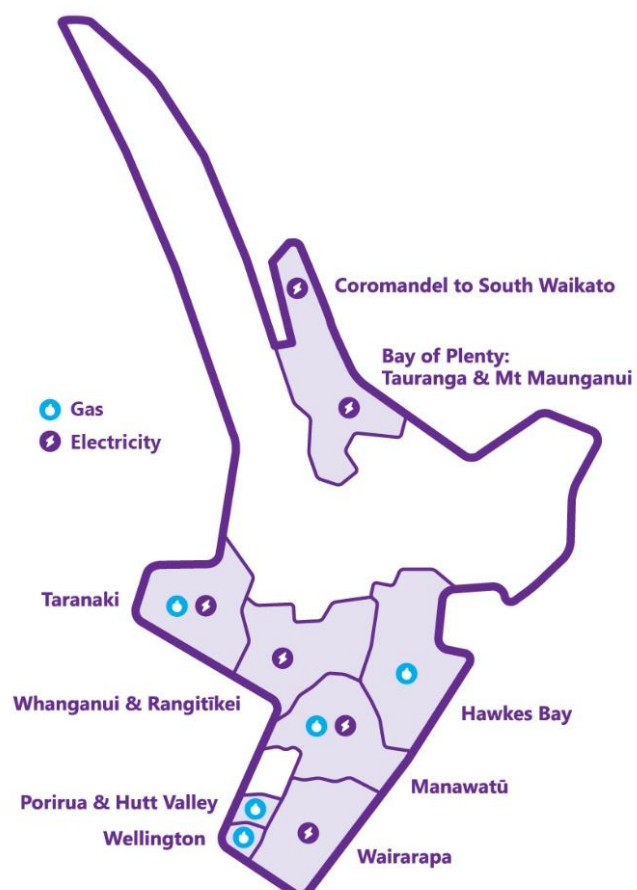 Coromandel to South Waikato
Bay of Plenty:
Tauranga & Mt Maunganui
Gas
Electricity
Taranaki
Whanganui & Rangitīkei
Hawkes Bay
Manawatū
Porirua & Hutt Valley
Wellington
Wairarapa